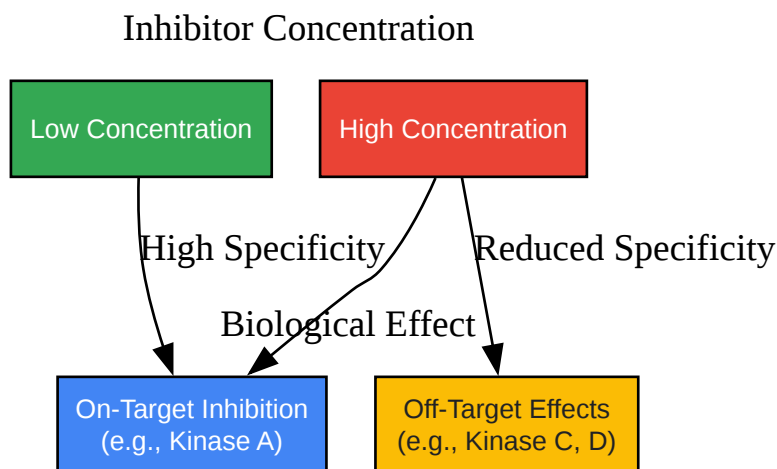 Inhibitor Concentration
Low Concentration
High Concentration
High Specificity
Reduced Specificity
Biological Effect
On-Target Inhibition
(e.g., Kinase A)
Off-Target Effects
(e.g., Kinase C, D)